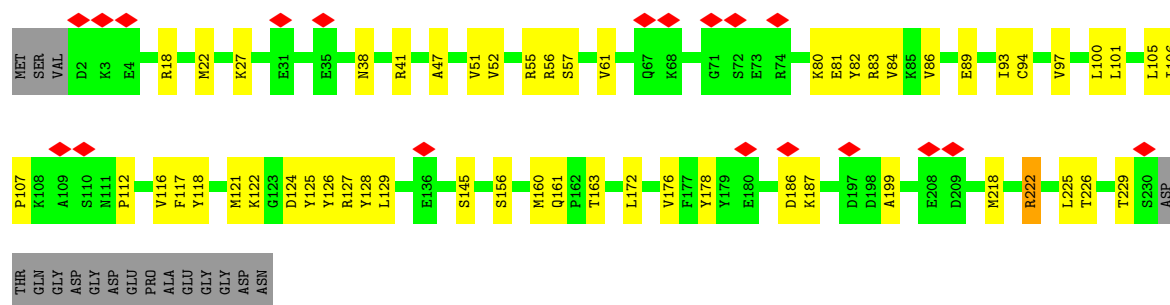 MET SER VAL D2 K3 E4 R18 M22 K27 E31 E35 N38 R41 A47 V51 V52 R55 R56 S57 V61 Q67 K68 G71 S72 E73 R74 K80 E81 Y82 R83 V84 K85 V86 E89 I93 C94 V97 L100 L101 L105
P107 K108 A109 S110 N111 P112 V116 F117 Y118 M121 K122 G123 D124 Y125 Y126 R127 Y128 L129 E136 S145 S156 M160 Q161 P162 T163 L172 V176 F177 Y178 Y179 E180 D186 K187 D197 D198 A199 E208 D209 M218 R222 L225 T226 T229 S230 ASP
THR GLN GLY ASP GLY ASP GLU PRO ALA GLU GLY GLY ASP ASN